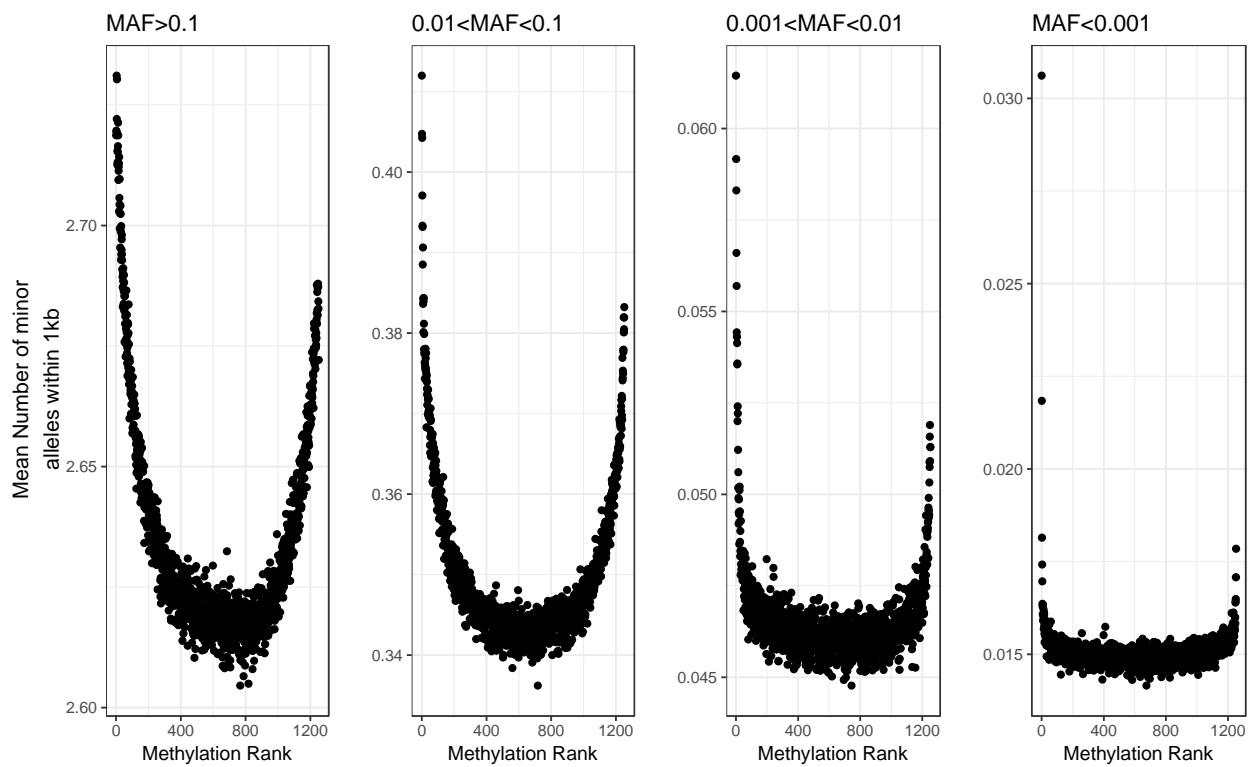 MAF>0.1
0.01<MAF<0.1
0.001<MAF<0.01
MAF<0.001
Mean Number of minor
alleles within 1kb
2.70
2.65
2.60
0.40
0.38
0.36
0.34
0.060
0.055
0.050
0.045
0.030
0.025
0.020
0.015
0 400 800 1200
0 400 800 1200
0 400 800 1200
0 400 800 1200
Methylation Rank
Methylation Rank
Methylation Rank
Methylation Rank